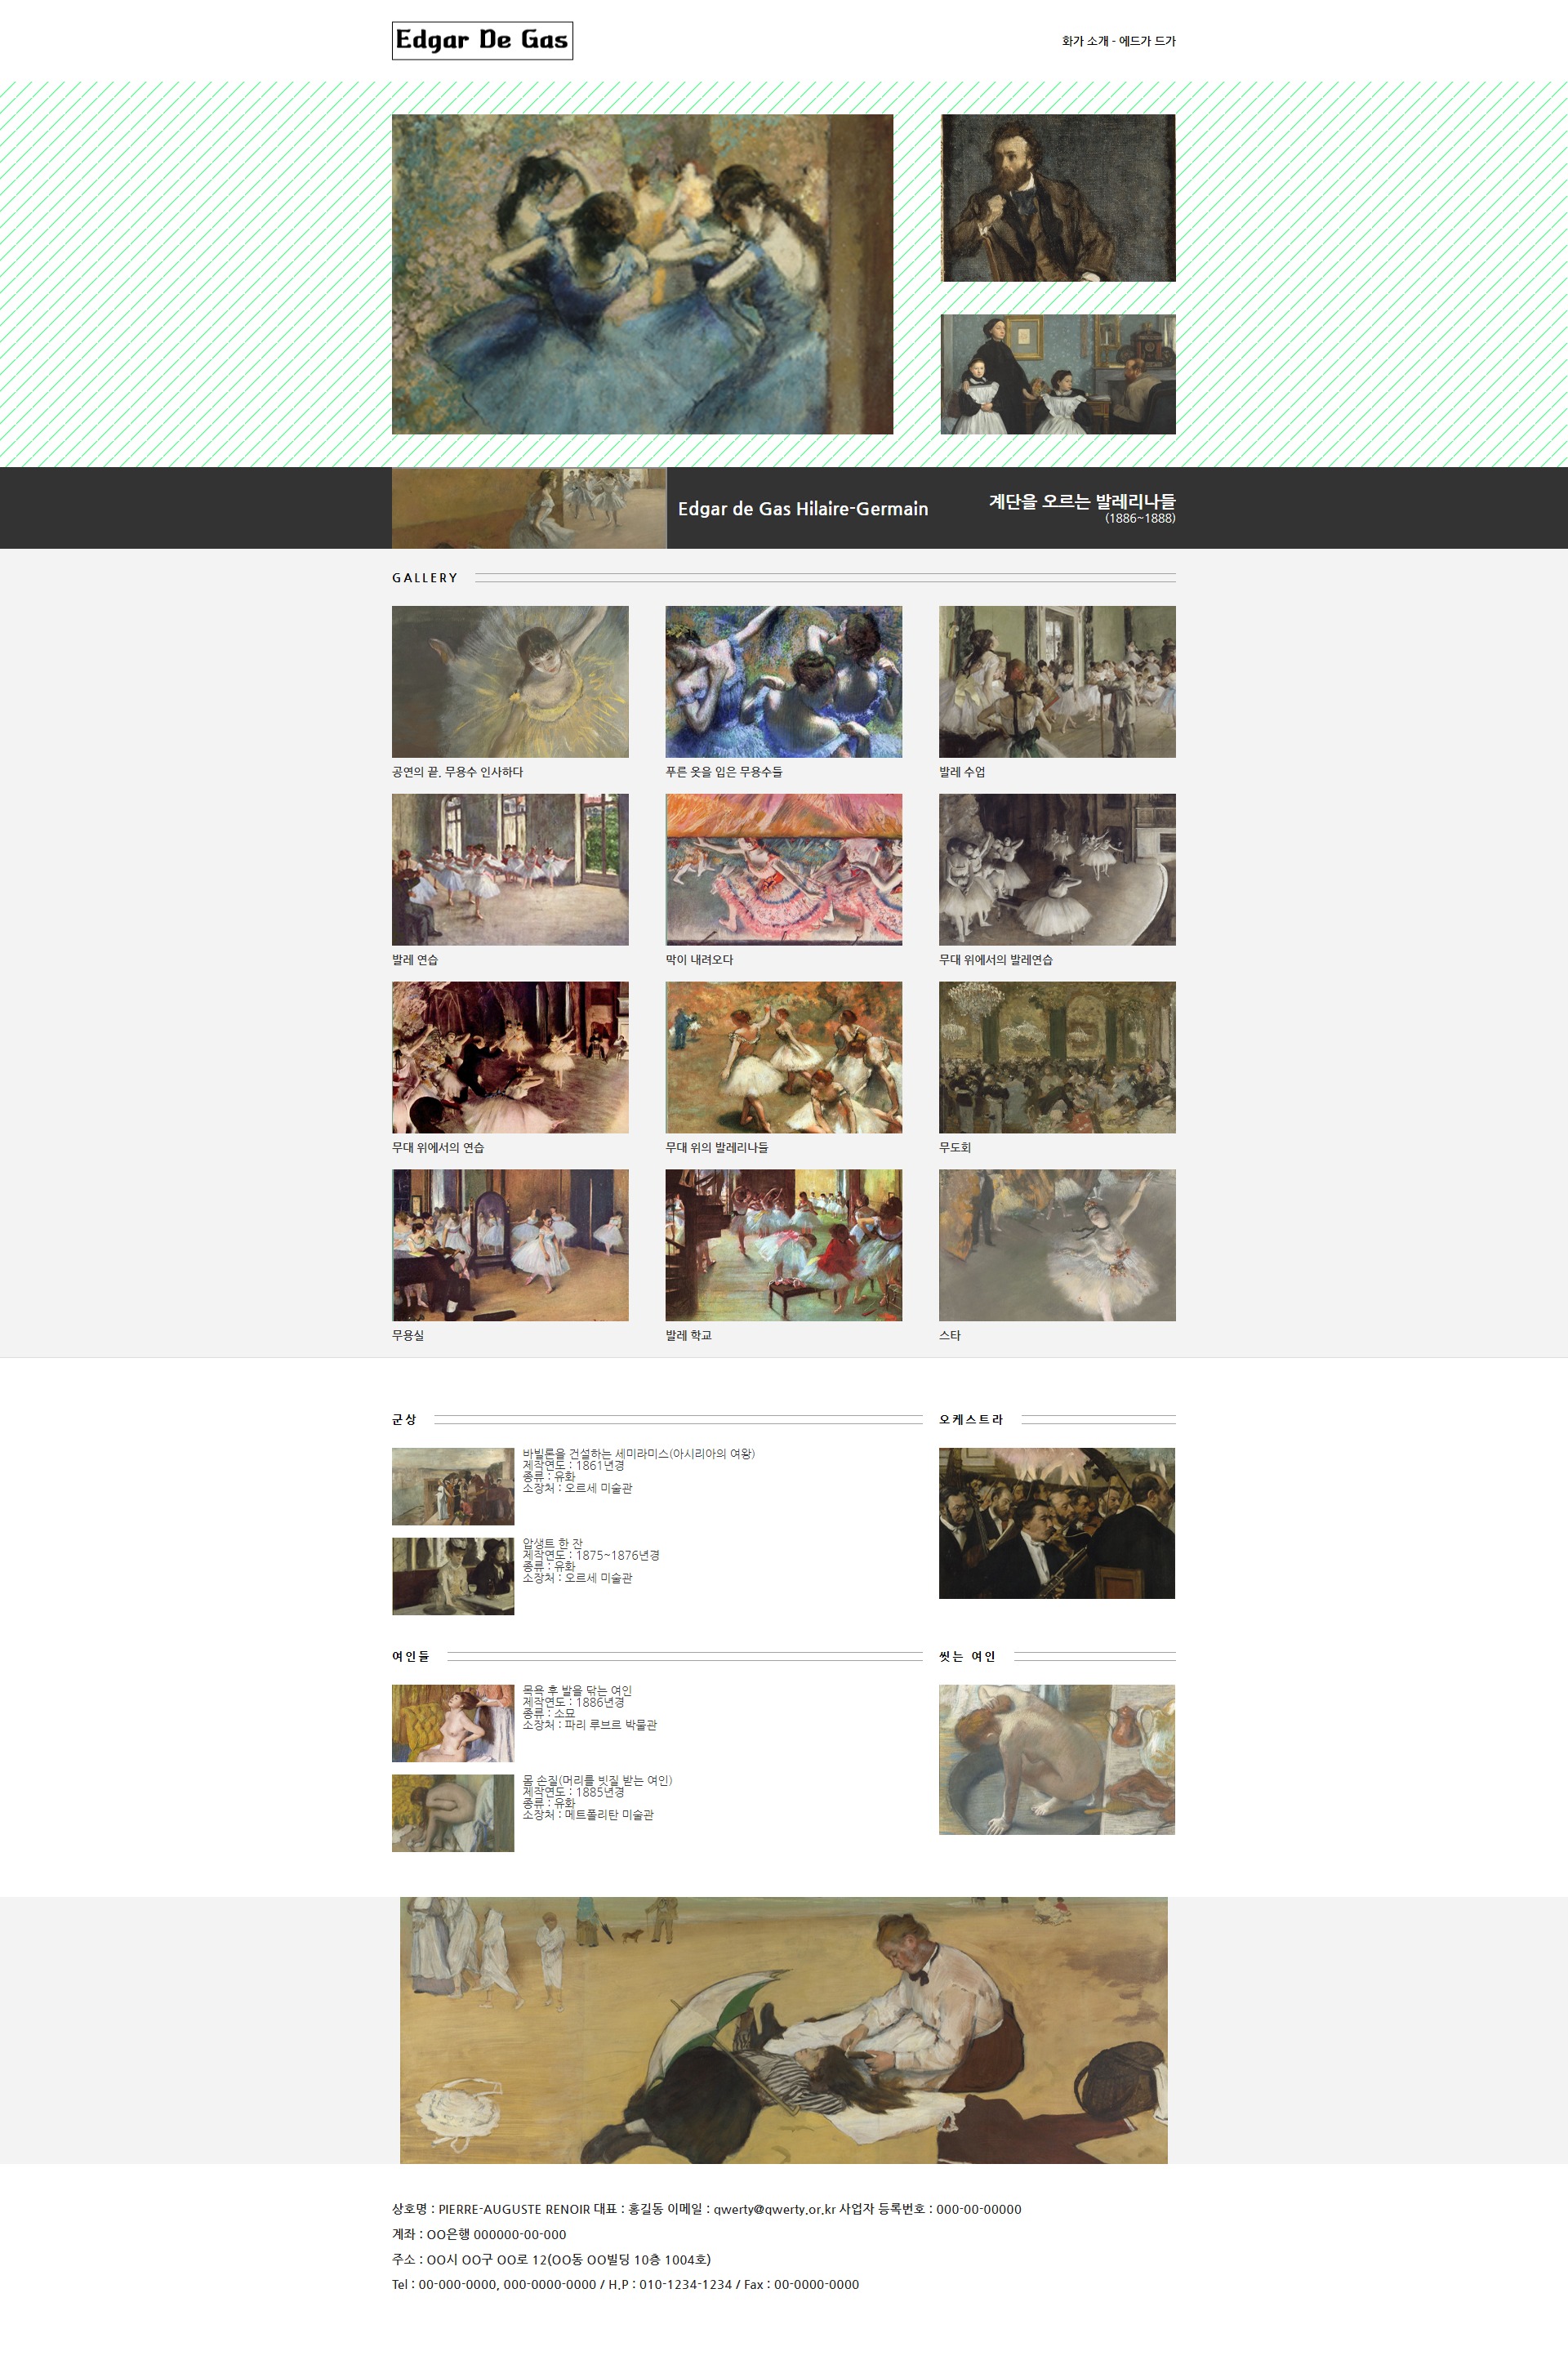 Edgar De Gas
화가 소개 - 에드가 드가
Edgar de Gas Hilaire-Germain
계단을 오르는 발레리나들
(1886~1888)
GALLERY
공연의 끝, 무용수 인사하다
푸른 옷을 입은 무용수들
발레 수업
발레 연습
막이 내려오다
무대 위에서의 발레연습
무대 위에서의 연습
무대 위의 발레리나들
무도회
무용실
발레 학교
스타
군상
바빌론을 건설하는 세미라미스(아시리아의 여왕)
제작연도 : 1861년경
종류 : 유화
소장처 : 오르세 미술관
압생트 한 잔
제작연도 : 1875~1876년경
종류 : 유화
소장처 : 오르세 미술관
오케스트라
여인들
목욕 후 발을 닦는 여인
제작연도 : 1886년경
종류 : 소묘
소장처 : 파리 루브르 박물관
몸 손질(머리를 빗질 받는 여인)
제작연도 : 1885년경
종류 : 유화
소장처 : 메트폴리탄 미술관
씻는 여인
상호명 : PIERRE-AUGUSTE RENOIR 대표 : 홍길동 이메일 : qwerty@qwerty.or.kr 사업자 등록번호 : 000-00-00000
계좌 : OO은행 000000-00-000
주소 : OO시 OO구 OO로 12(OO동 OO빌딩 10층 1004호)
Tel : 00-000-0000, 000-0000-0000 / H.P : 010-1234-1234 / Fax : 00-0000-0000